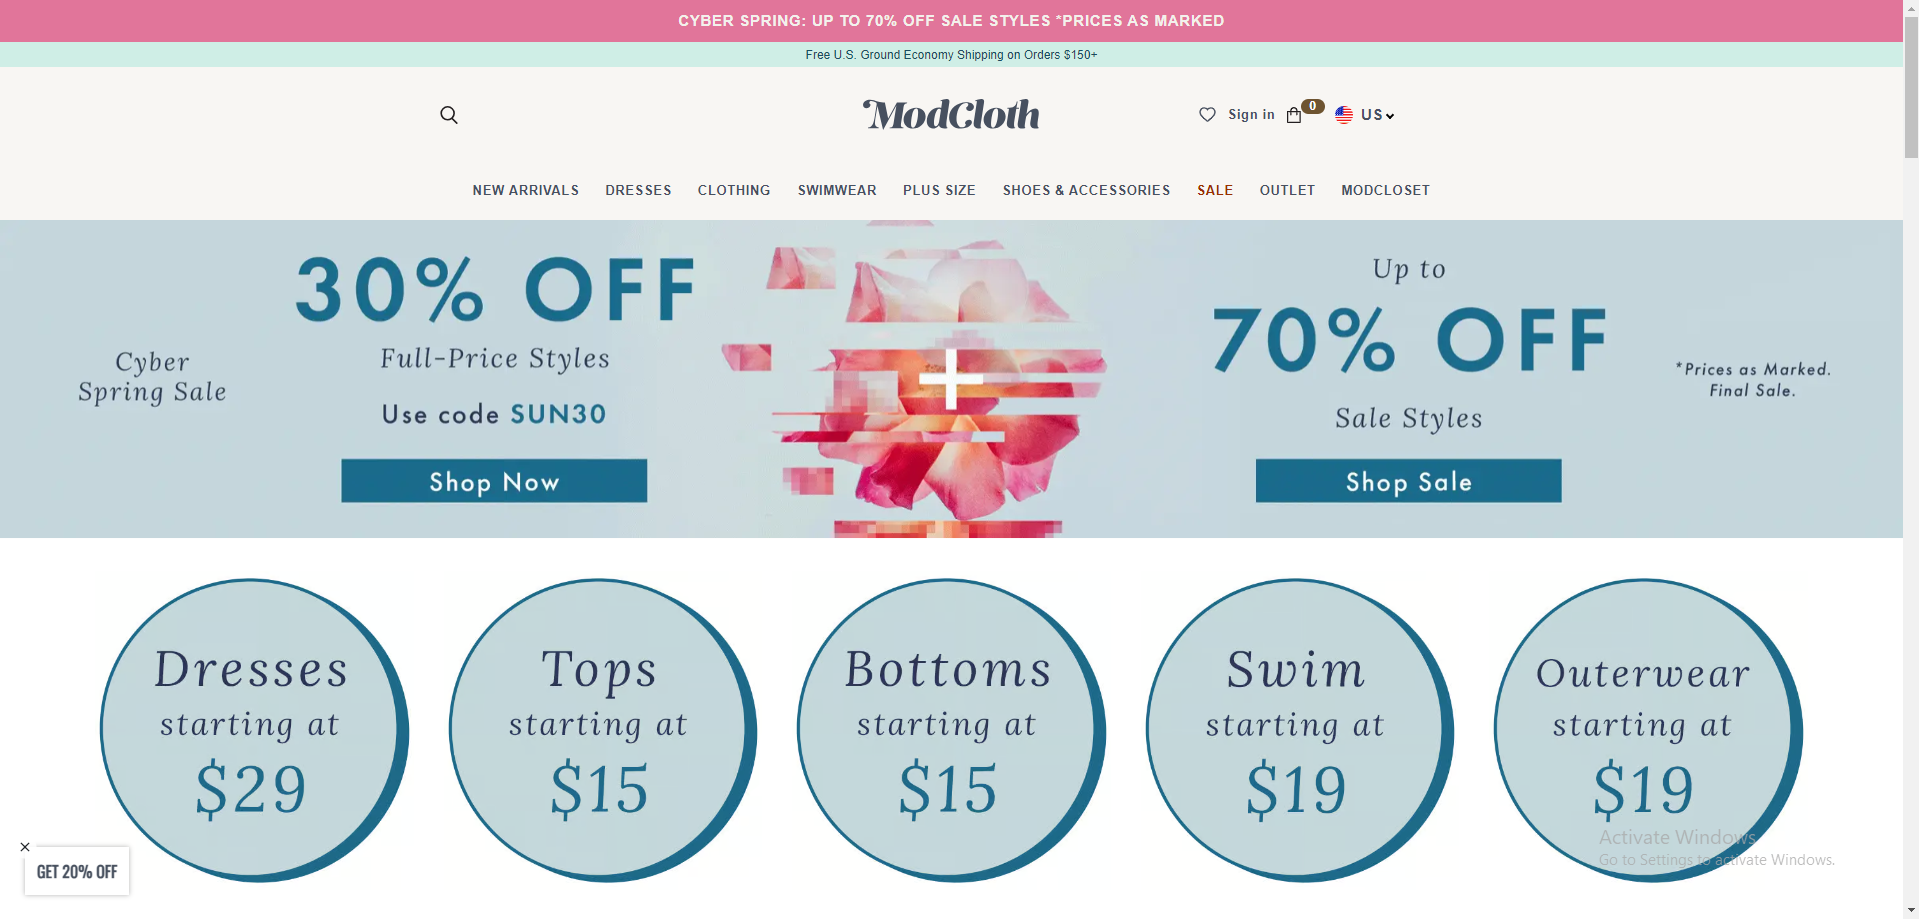 CYBER SPRING: UP TO 70% OFF SALE STYLES *PRICES AS MARKED
Free U.S. Ground Economy Shipping on Orders $150+
ModCloth
Sign in
0
US
NEW ARRIVALS DRESSES CLOTHING SWIMWEAR PLUS SIZE SHOES & ACCESSORIES SALE OUTLET MODCLOSET
Cyber
Spring Sale
30% OFF
Full-Price Styles
Use code SUN30
Shop Now
+
Up to
70% OFF
Sale Styles
Shop Sale
*Prices as Marked.
Final Sale.
Dresses
starting at
$29
Tops
starting at
$15
Bottoms
starting at
$15
Swim
starting at
$19
Outerwear
starting at
$19
GET 20% OFF
Activate Windows
Go to Settings to activate Windows.